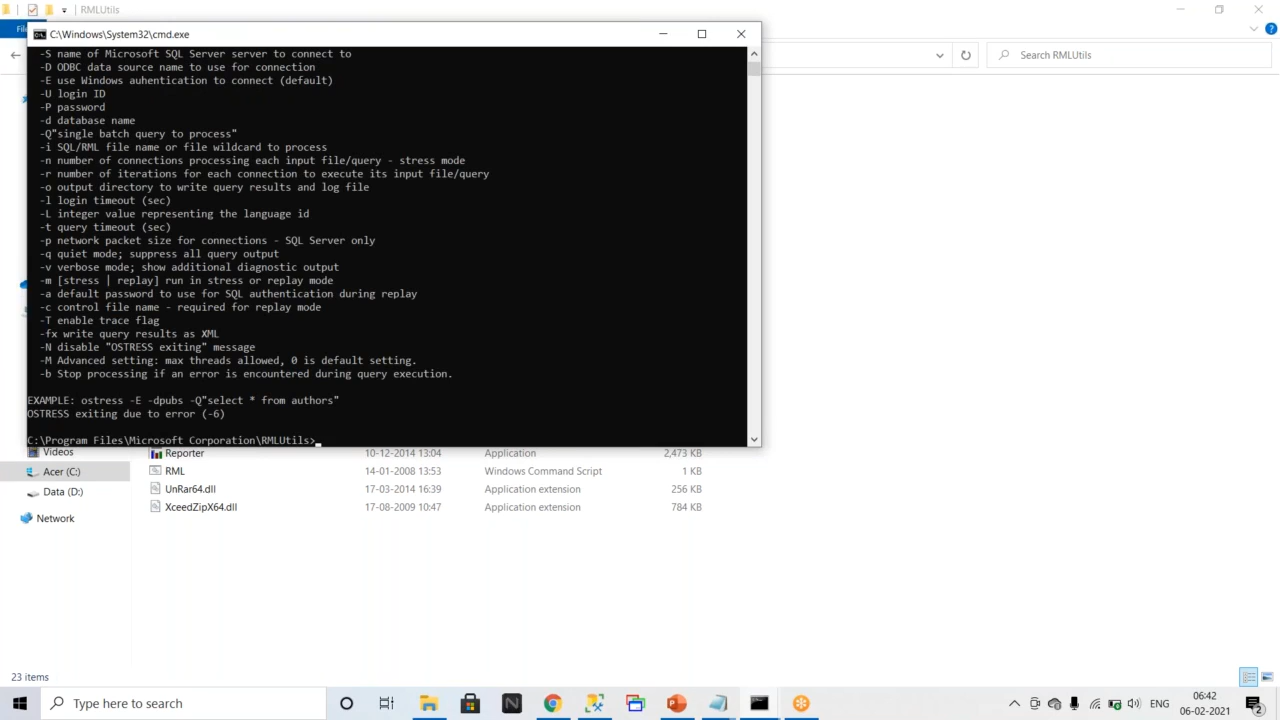 RMLUtils
File
C:\Windows\System32\cmd.exe
Search RMLUtils
-S name of Microsoft SQL Server server to connect to
-D ODBC data source name to use for connection
-E use Windows auhentication to connect (default)
-U login ID
-P password
-d database name
-Q"single batch query to process"
-i SQL/RML file name or file wildcard to process
-n number of connections processing each input file/query - stress mode
-r number of iterations for each connection to execute its input file/query
-o output directory to write query results and log file
-l login timeout (sec)
-L integer value representing the language id
-t query timeout (sec)
-p network packet size for connections - SQL Server only
-q quiet mode; suppress all query output
-v verbose mode; show additional diagnostic output
-m [stress | replay] run in stress or replay mode
-a default password to use for SQL authentication during replay
-c control file name - required for replay mode
-T enable trace flag
-fx write query results as XML
-N disable "OSTRESS exiting" message
-M Advanced setting: max threads allowed, 0 is default setting.
-b Stop processing if an error is encountered during query execution.
EXAMPLE: ostress -E -dpubs -Q"select * from authors"
OSTRESS exiting due to error (-6)
C:\Program Files\Microsoft Corporation\RMLUtils>
Videos
Reporter 10-12-2014 13:04 Application 2,473 KB
Acer (C:)
RML 14-01-2008 13:53 Windows Command Script 1 KB
Data (D:)
UnRar64.dll 17-03-2014 16:39 Application extension 256 KB
XceedZipX64.dll 17-08-2009 10:47 Application extension 784 KB
Network
23 items
Type here to search
ENG
06:42
06-02-2021
2